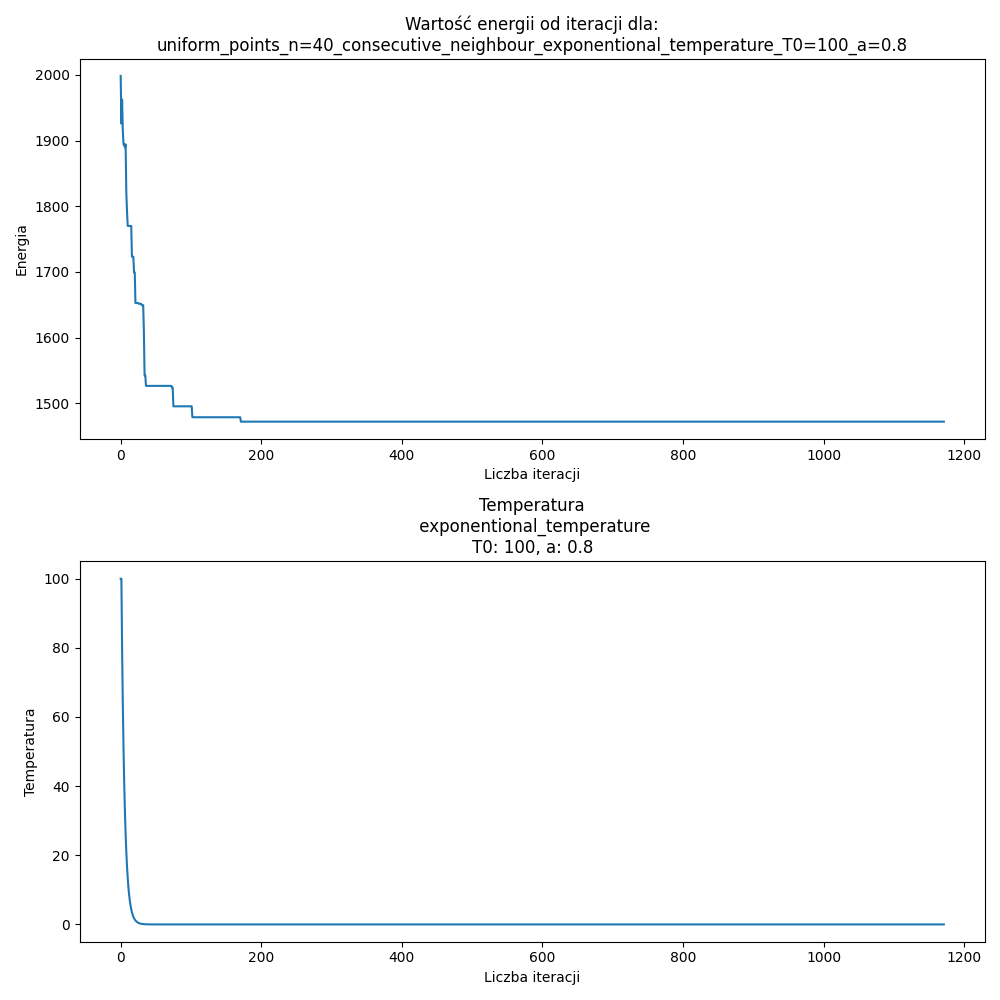 Wartość energii od iteracji dla:
uniform_points_n=40_consecutive_neighbour_exponentional_temperature_T0=100_a=0.8
2000
1900
1800
1700
1600
1500
Energia
0 200 400 600 800 1000 1200
Liczba iteracji
Temperatura
exponentional_temperature
T0: 100, a: 0.8
100
80
60
40
20
0
Temperatura
0 200 400 600 800 1000 1200
Liczba iteracji